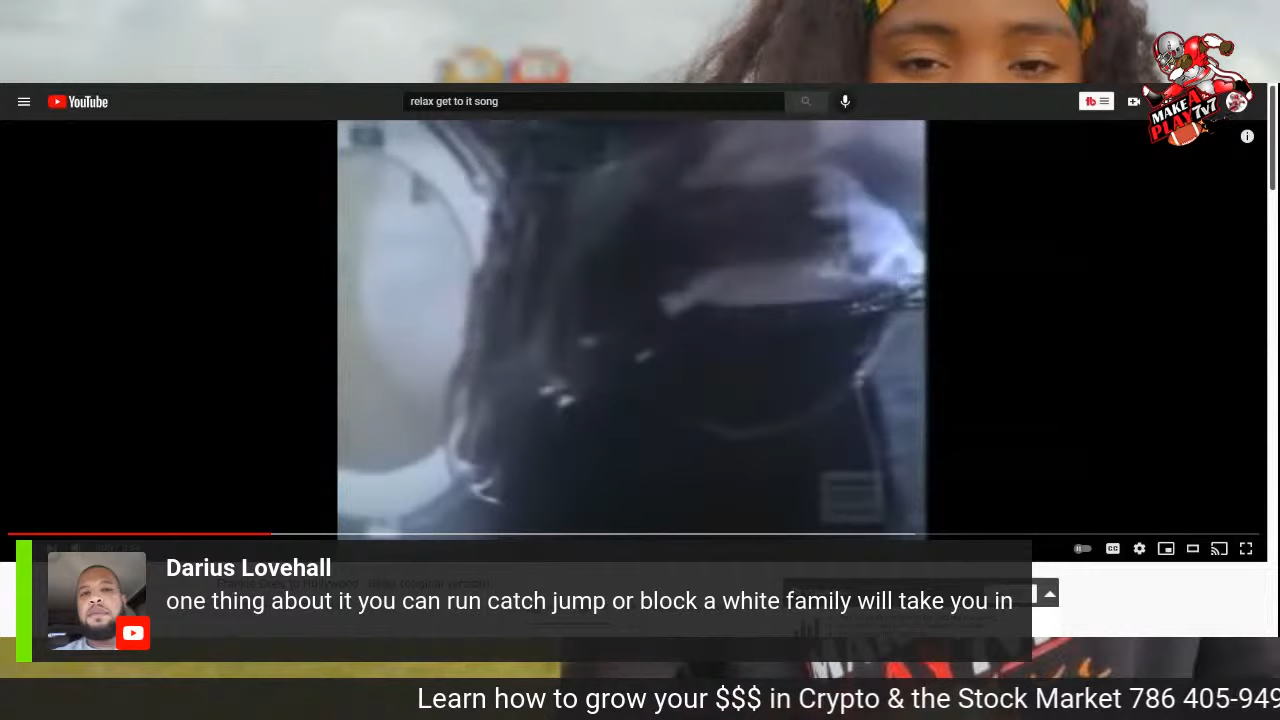 YouTube
relax get to it song
MAKE A
PLAY 7v7
CC
Darius Lovehall
one thing about it you can run catch jump or block a white family will take you in
Learn how to grow your $$$ in Crypto & the Stock Market 786 405-949